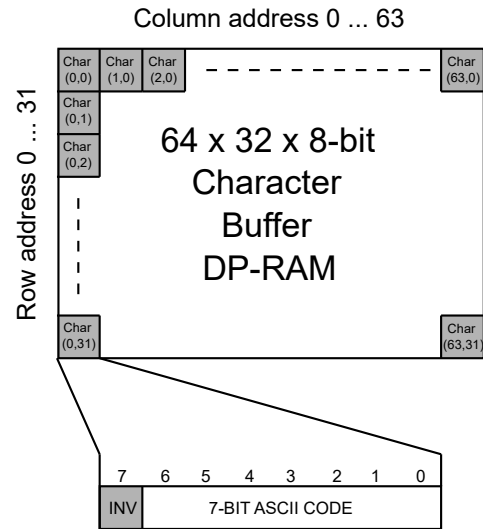 Column address 0 ... 63
Row address 0 ... 31
Char (0,0)
Char (1,0)
Char (2,0)
Char (63,0)
Char (0,1)
Char (0,2)
64 x 32 x 8-bit
Character
Buffer
DP-RAM
Char (0,31)
Char (63,31)
7 6 5 4 3 2 1 0
INV 7-BIT ASCII CODE